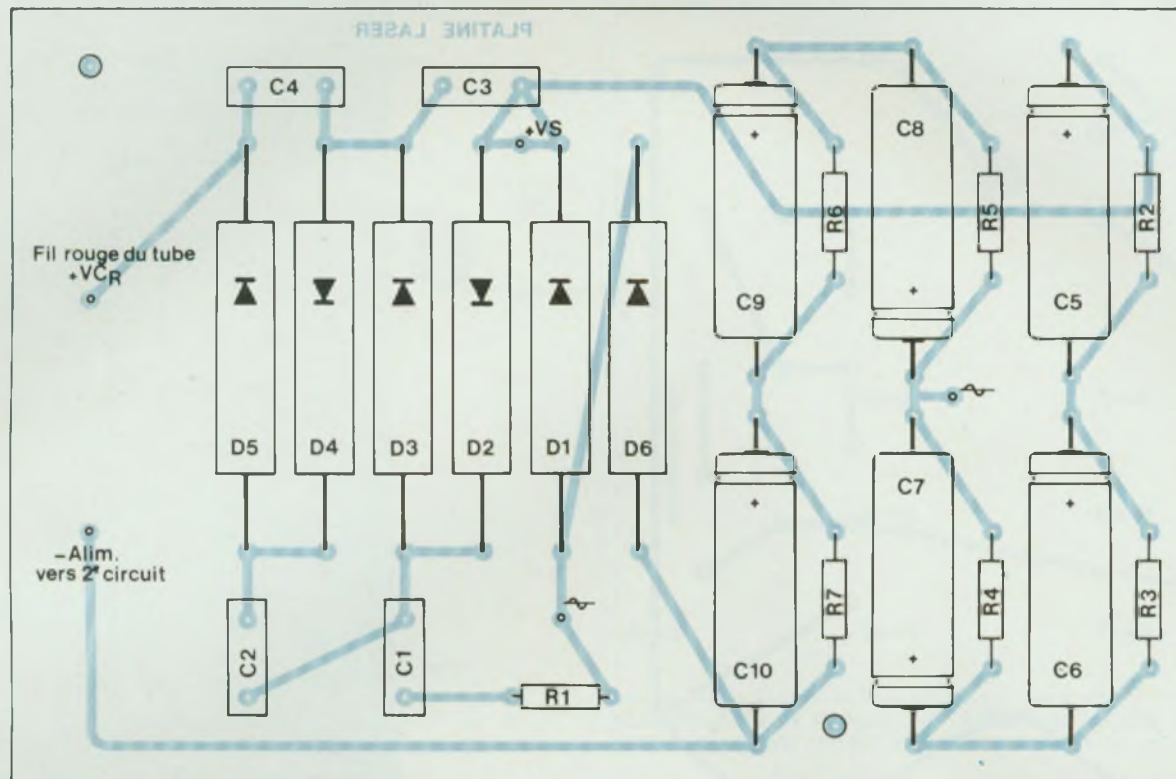 PLATINE LASER
C4
C3
+VS
C8
R6
R5
R2
Fil rouge du tube
+VCR
C9
C5
D5
D4
D3
D2
D1
D6
+
+
+
+
+
+
C7
-Alim.
vers 2e circuit
C2
C1
R1
C10
R7
R4
C6
R3